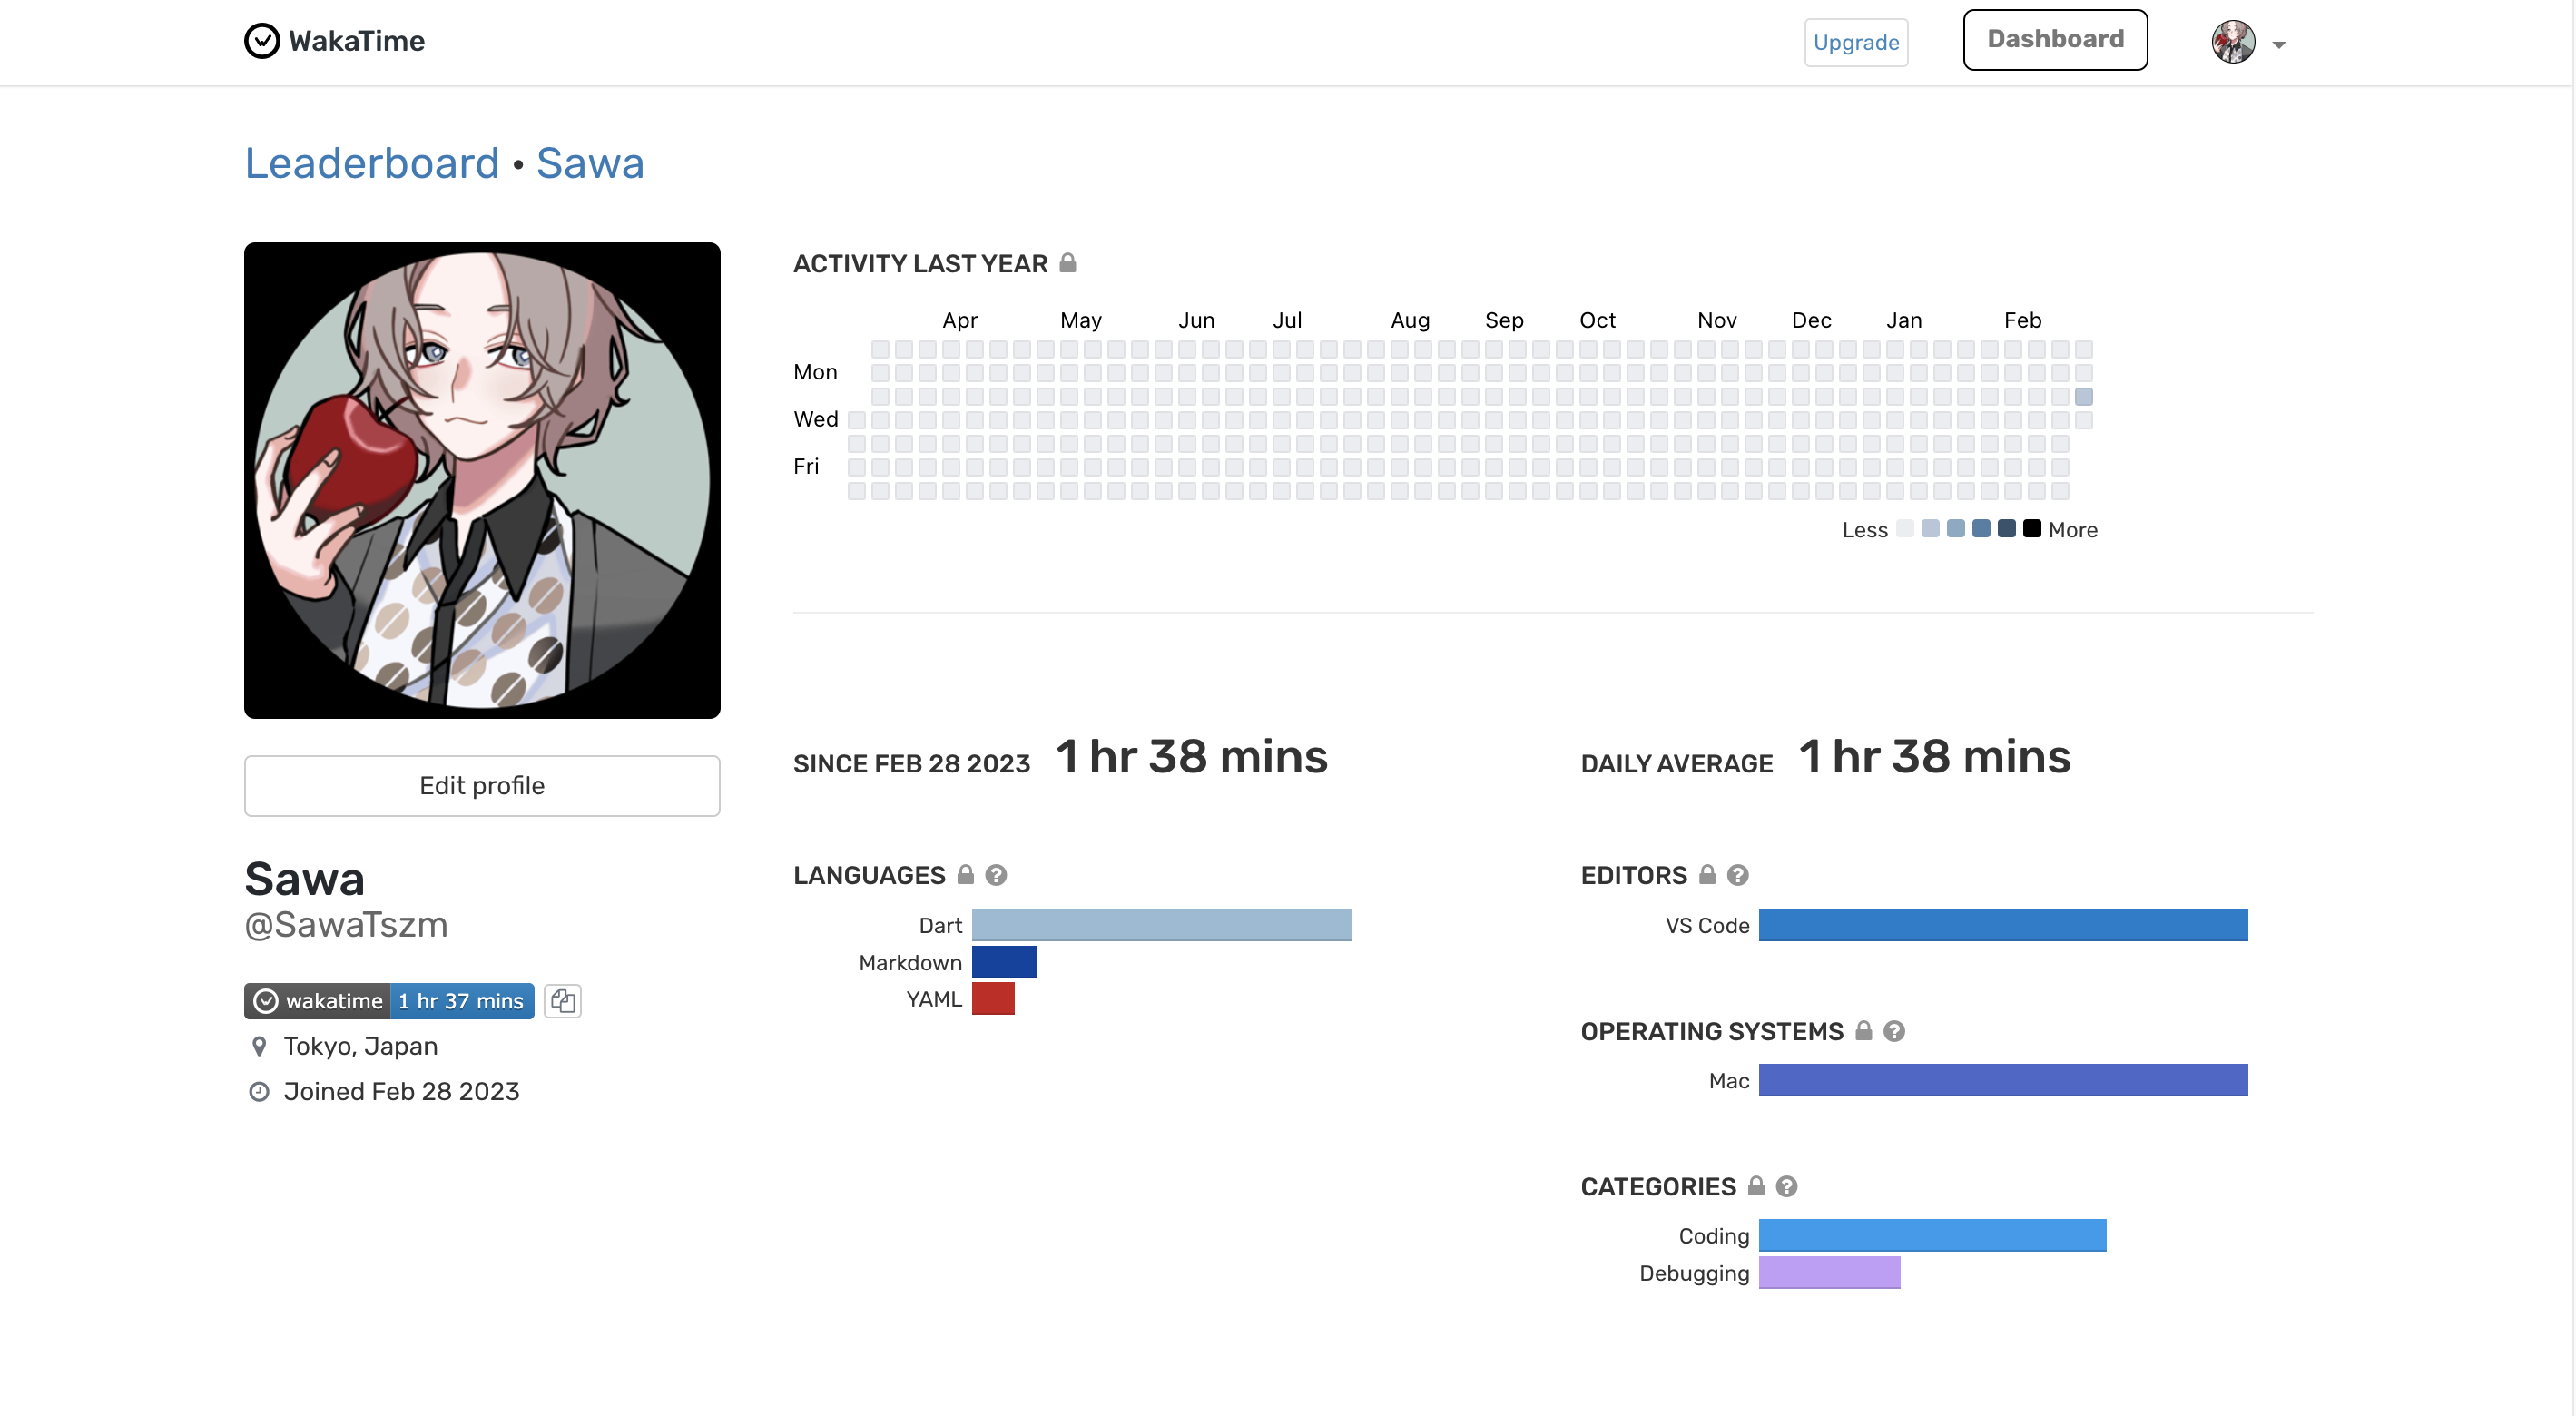 WakaTime
Upgrade
Dashboard
Leaderboard • Sawa
ACTIVITY LAST YEAR
Apr May Jun Jul Aug Sep Oct Nov Dec Jan Feb
Mon
Wed
Fri
Less More
Edit profile
Sawa
@SawaTszm
wakatime 1 hr 37 mins
Tokyo, Japan
Joined Feb 28 2023
SINCE FEB 28 2023 1 hr 38 mins
DAILY AVERAGE 1 hr 38 mins
LANGUAGES ?
Dart
Markdown
YAML
EDITORS ?
VS Code
OPERATING SYSTEMS ?
Mac
CATEGORIES ?
Coding
Debugging